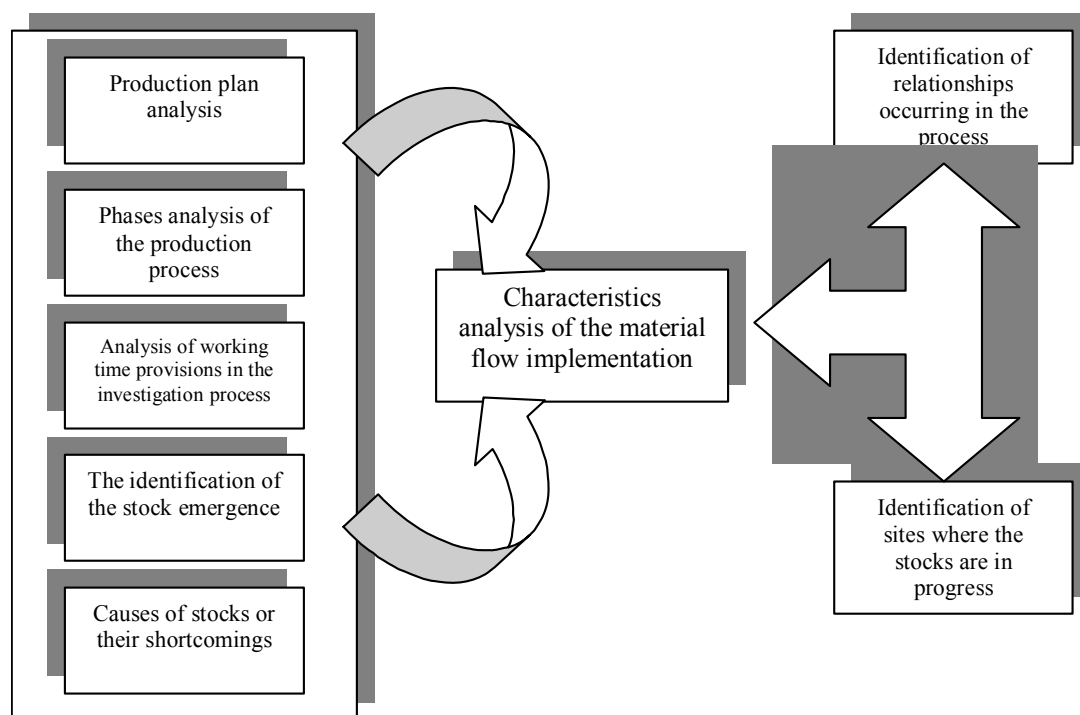 Production plan
analysis
Phases analysis of
the production
process
Analysis of working
time provisions in the
investigation process
The identification of
the stock emergence
Causes of stocks or
their shortcomings
Characteristics
analysis of the material
flow implementation
Identification of
relationships
occurring in the
process
Identification of
sites where the
stocks are in
progress